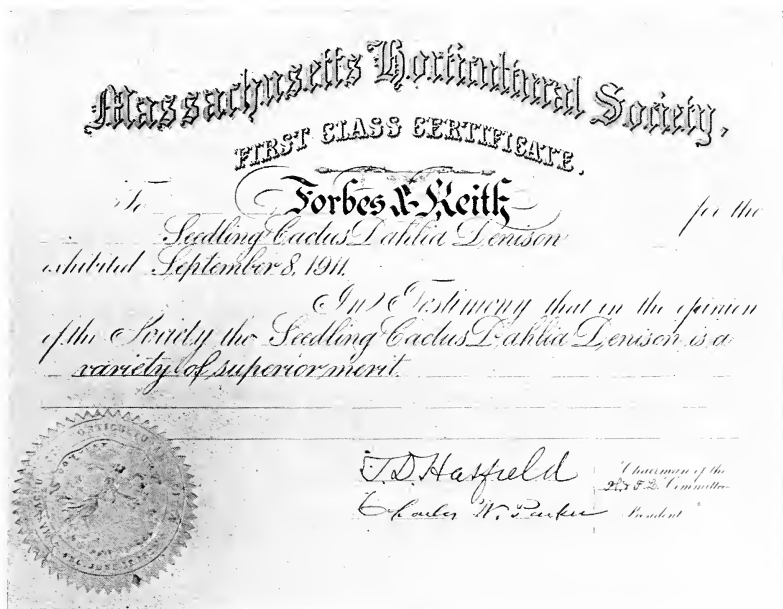 Massachusetts Horticultural Society,
FIRST CLASS CERTIFICATE.
To Forbes & Keith for the
Seedling Cactus Dahlia Denison
exhibited September 8, 1911.
In Testimony that in the opinion
of the Society the Seedling Cactus Dahlia Denison is a
variety of superior merit.
T. D. Hatfield Chairman of the
Committee
Charles W. Parker President